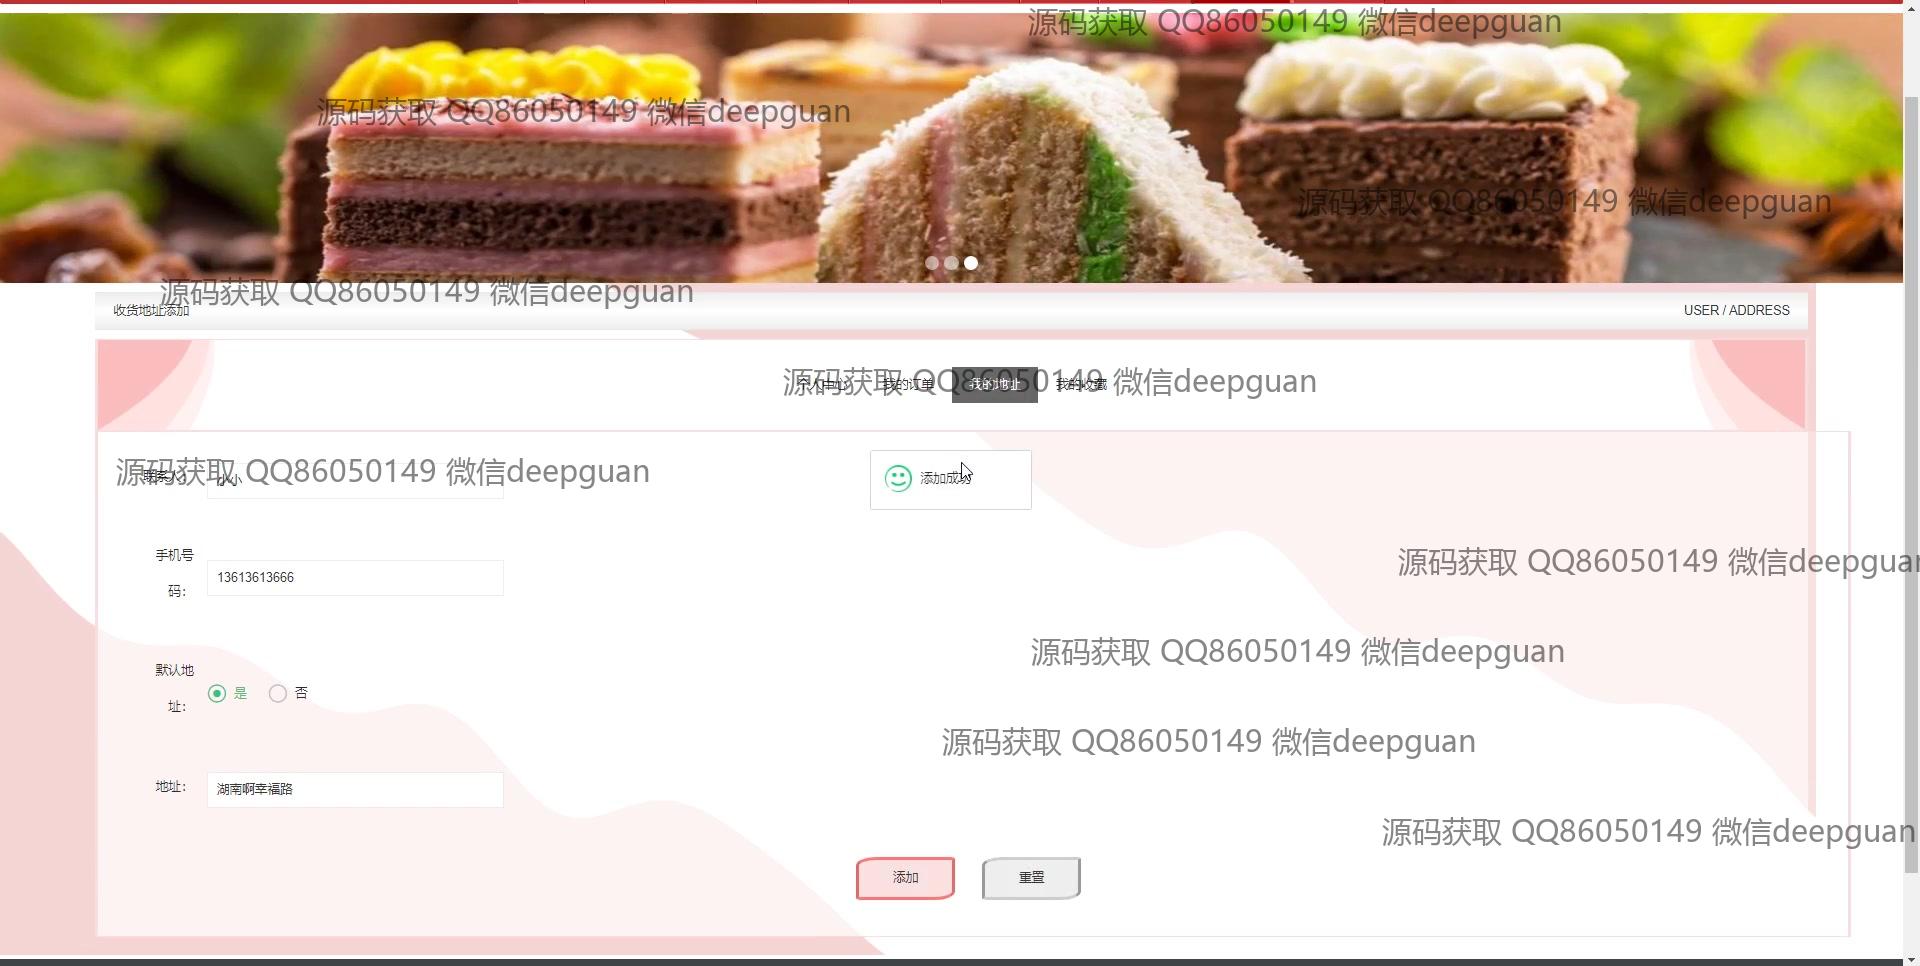 源码获取 QQ86050149 微信deepguan
源码获取 QQ86050149 微信deepguan
源码获取 QQ86050149 微信deepguan
源码获取 QQ86050149 微信deepguan
收货地址添加
USER / ADDRESS
个人中心 我的订单 我的地址 我的收藏
源码获取 QQ86050149 微信deepguan
源码获取 QQ86050149 微信deepguan
联系人: 小小
添加成功
手机号码: 13613613666
源码获取 QQ86050149 微信deepguan
源码获取 QQ86050149 微信deepguan
默认地址: 是 否
源码获取 QQ86050149 微信deepguan
地址: 湖南啊幸福路
源码获取 QQ86050149 微信deepguan
添加 重置